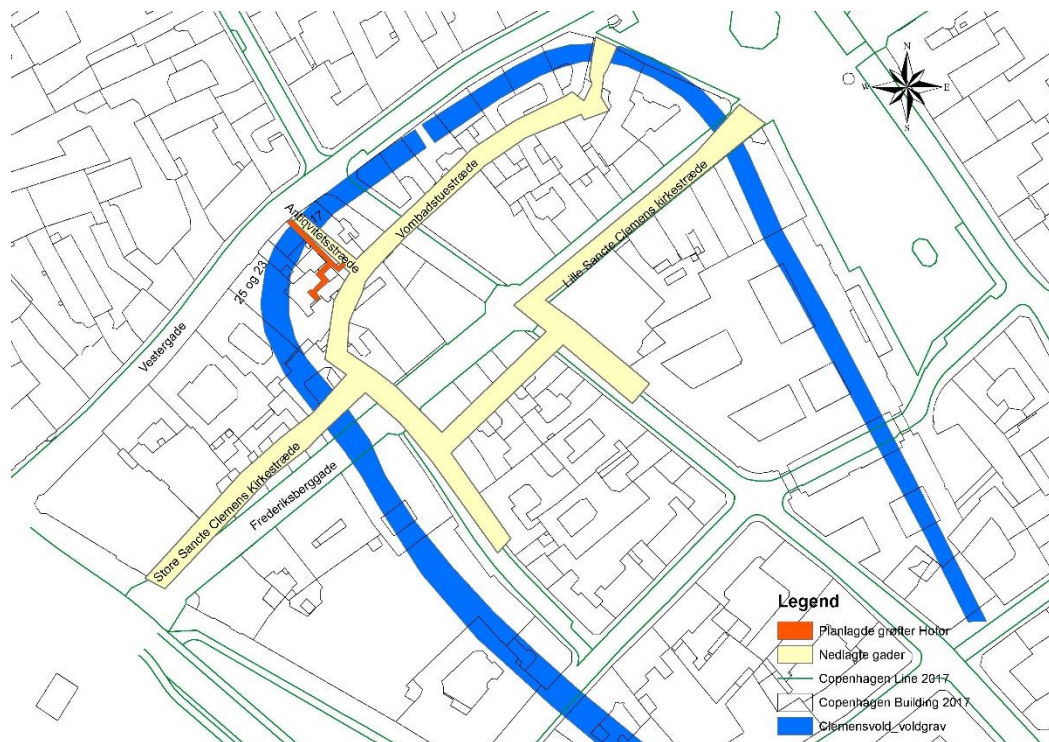 N
W
E
S
Vombadstuestræde
Lille Sancte Clemens kirkestræde
Antiqvitetsstræde
17
25 og 23
Vestergade
Store Sancte Clemens Kirkestræde
Frederiksberggade
Legend
Planlagde grøfter Hofor
Nedlagte gader
Copenhagen Line 2017
Copenhagen Building 2017
Clemensvold_voldgrav